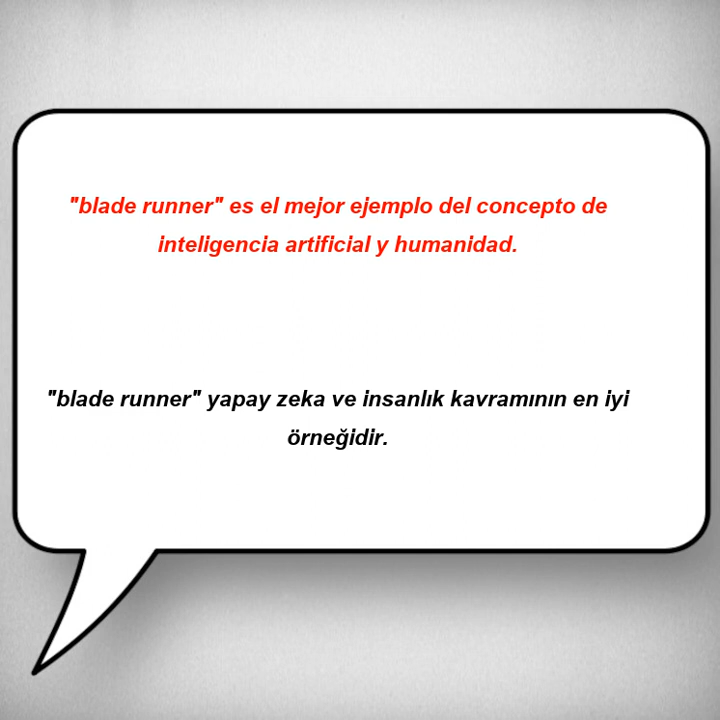 "blade runner" es el mejor ejemplo del concepto de
inteligencia artificial y humanidad.
"blade runner" yapay zeka ve insanlık kavramının en iyi
örneğidir.